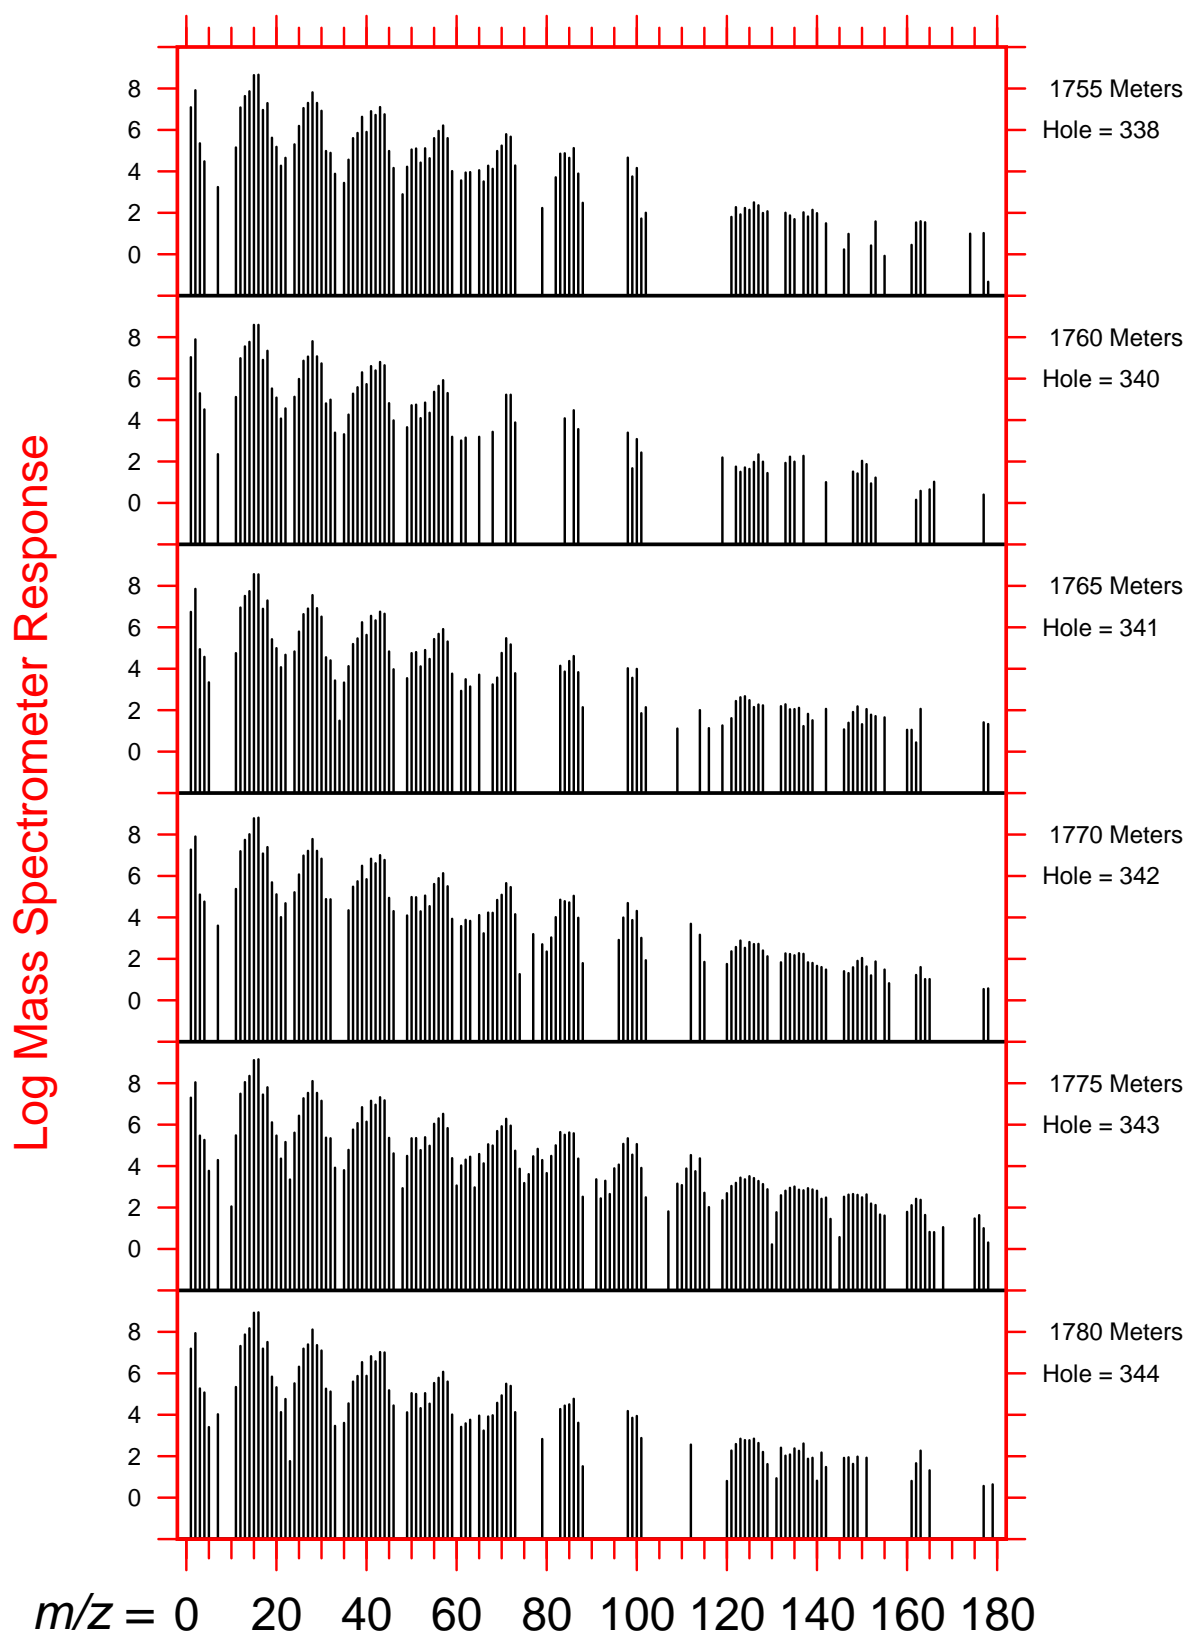 Log Mass Spectrometer Response
8
6
4
2
0
1755 Meters
Hole = 338
8
6
4
2
0
1760 Meters
Hole = 340
8
6
4
2
0
1765 Meters
Hole = 341
8
6
4
2
0
1770 Meters
Hole = 342
8
6
4
2
0
1775 Meters
Hole = 343
8
6
4
2
0
1780 Meters
Hole = 344
m/z = 0 20 40 60 80 100 120 140 160 180